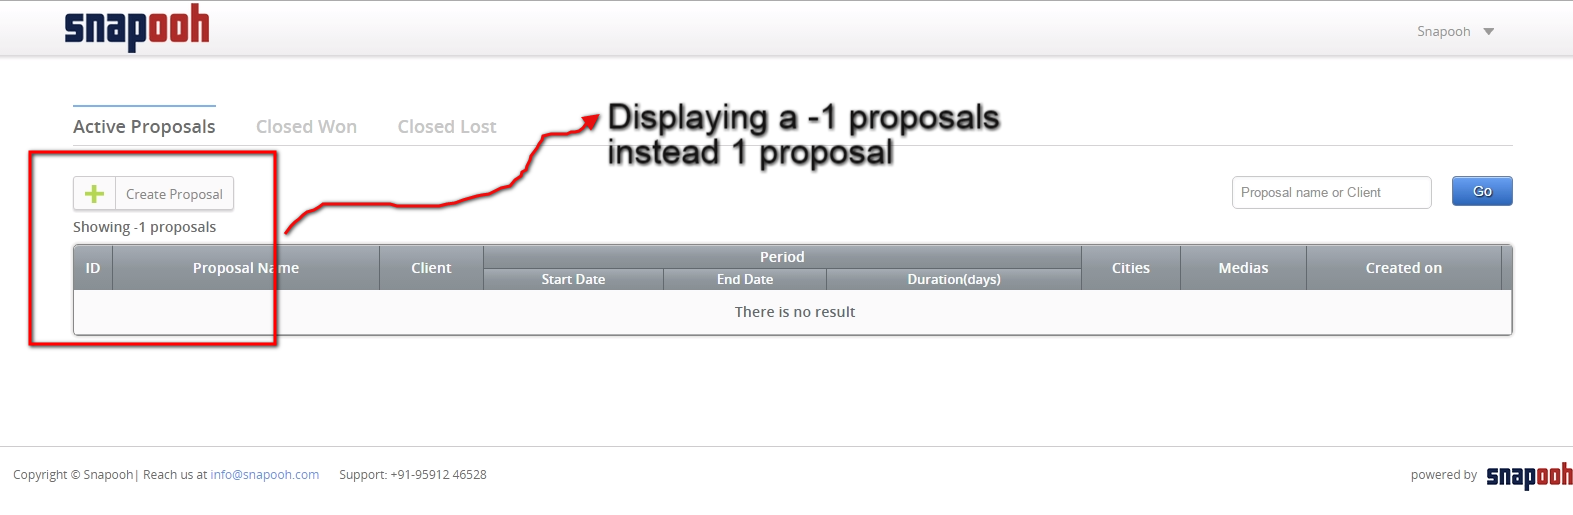 snapooh
Snapooh
Active Proposals Closed Won Closed Lost
Displaying a -1 proposals
instead 1 proposal
Create Proposal
Proposal name or Client Go
Showing -1 proposals
ID Proposal Name Client Period Cities Medias Created on
Start Date End Date Duration(days)
There is no result
Copyright © Snapooh| Reach us at info@snapooh.com Support: +91-95912 46528
powered by snapooh